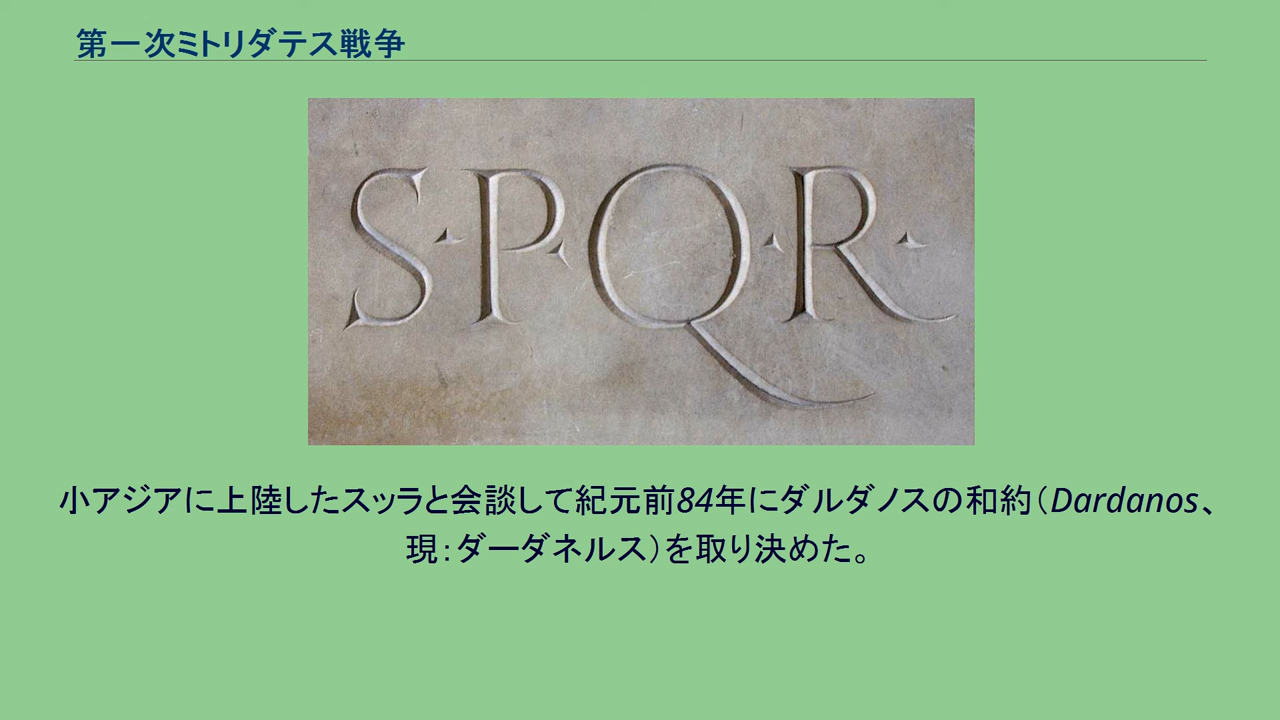 第一次ミトリダテス戦争
S·P·Q·R·
小アジアに上陸したスッラと会談して紀元前84年にダルダノスの和約（Dardanos、
現：ダーダネルス）を取り決めた。